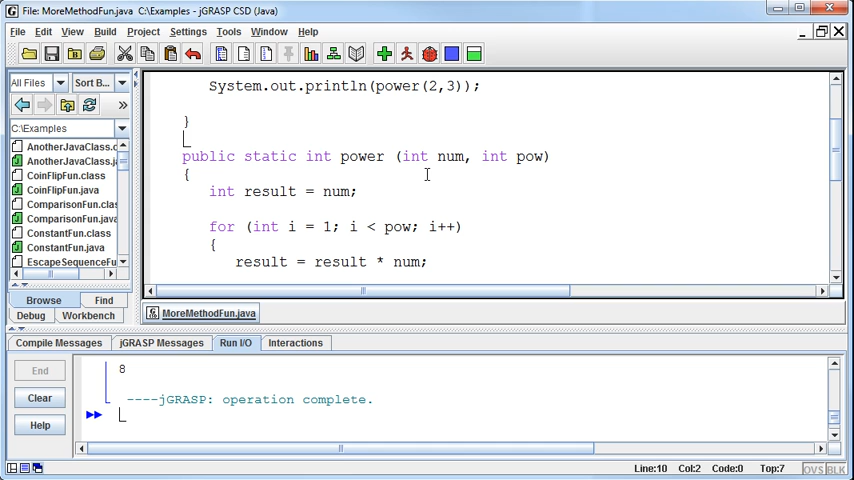 File: MoreMethodFun.java C:\Examples - jGRASP CSD (Java)
File Edit View Build Project Settings Tools Window Help
All Files Sort B...
C:\Examples
AnotherJavaClass.c
AnotherJavaClass.ja
CoinFlipFun.class
CoinFlipFun.java
ComparisonFun.clas
ComparisonFun.java
ConstantFun.class
ConstantFun.java
EscapeSequenceFu
Browse Find
Debug Workbench
System.out.println(power(2,3));
}
public static int power (int num, int pow)
{
int result = num;
for (int i = 1; i < pow; i++)
{
result = result * num;
MoreMethodFun.java
Compile Messages jGRASP Messages Run I/O Interactions
End
Clear
Help
8
----jGRASP: operation complete.
Line:10 Col:2 Code:0 Top:7 OVS BLK